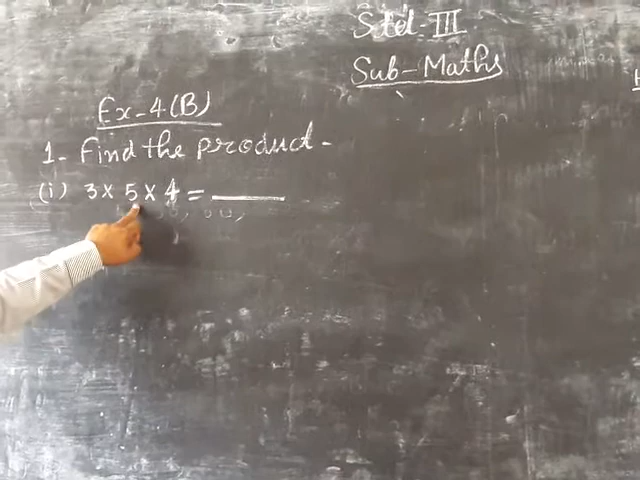 Std-III
Sub-Maths
Ex-4(B)
1- Find the product-
(i) 3 × 5 × 4 = ______